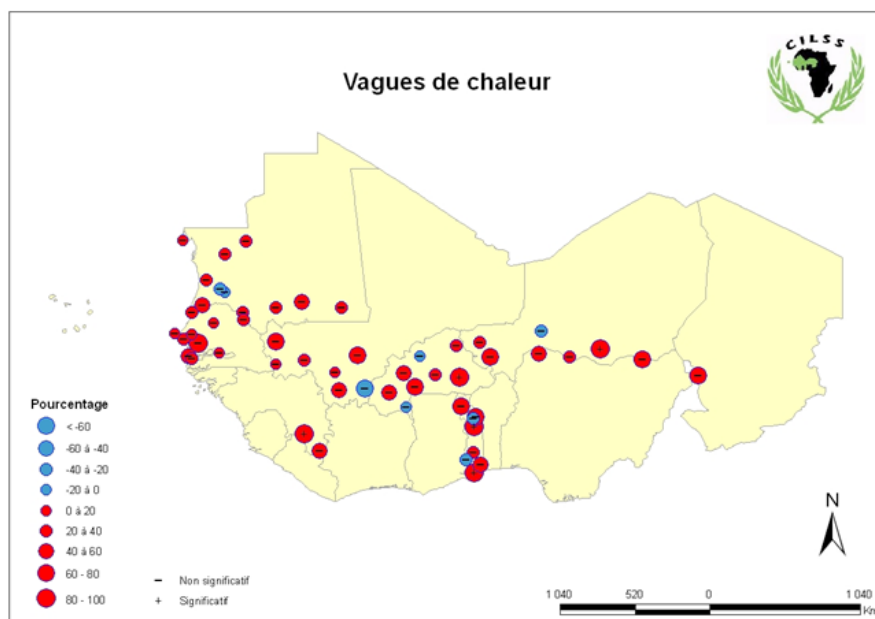 CILSS
Vagues de chaleur
Pourcentage
< -60
-60 à -40
-40 à -20
-20 à 0
0 à 20
20 à 40
40 à 60
60 - 80
80 - 100
- Non significatif
+ Significatif
N
1 040 520 0 1 040
Km